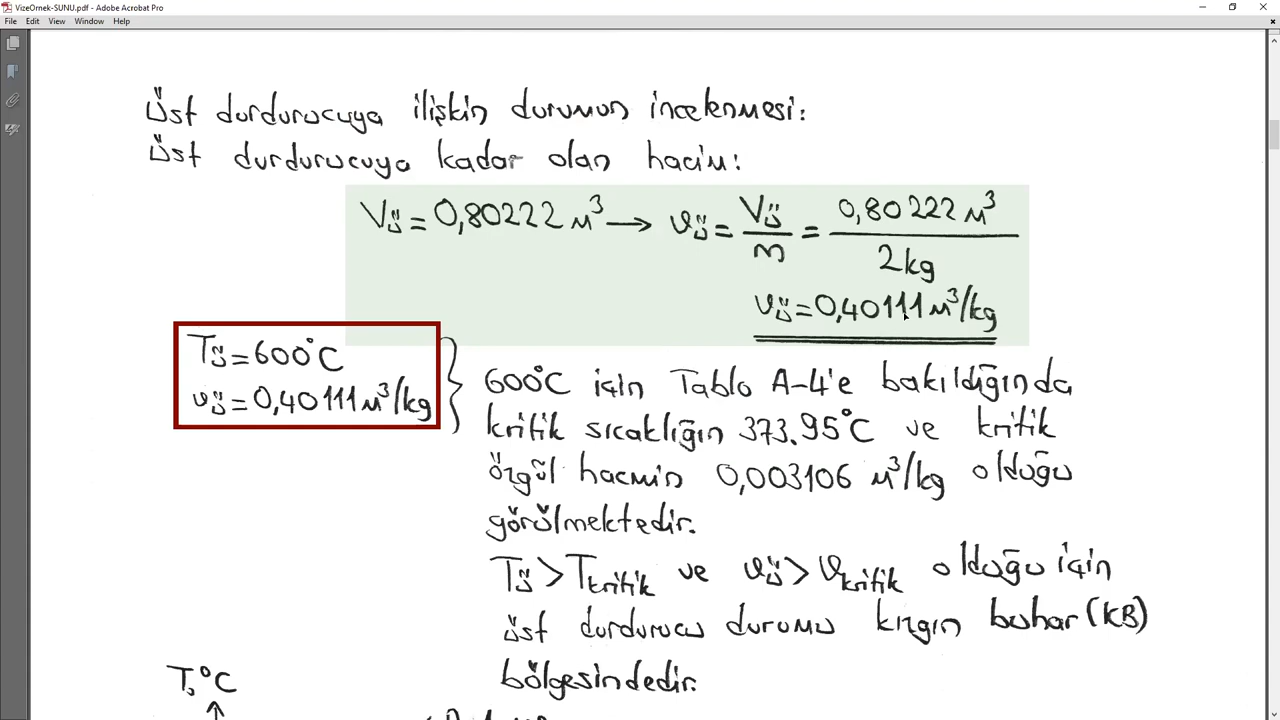 VizeOrnek-SUNU.pdf - Adobe Acrobat Pro
File Edit View Window Help
Üst durdurucuya ilişkin durumun incelenmesi:
Üst durdurucuya kadar olan hacim:
Vü = 0,80222 m³ → vü = Vü/m = 0,80222 m³/2kg
vü = 0,40111 m³/kg
Tü = 600°C
vü = 0,40111 m³/kg
600°C için Tablo A-4'e bakıldığında
kritik sıcaklığın 373.95°C ve kritik
özgül hacmin 0,003106 m³/kg olduğu
görülmektedir.
Tü > Tkritik ve vü > vkritik olduğu için
üst durdurucu durumu kızgın buhar (KB)
bölgesindedir.
T,°C